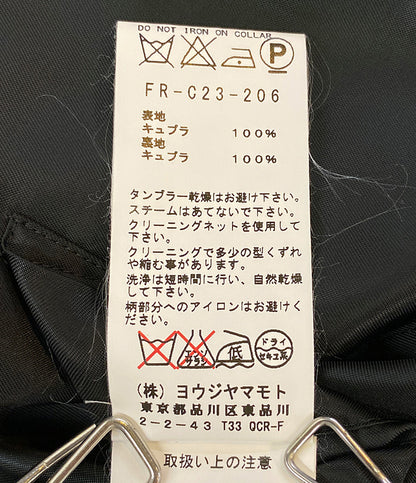 DO NOT IRON ON COLLAR
P
FR-C23-206
表地
キュプラ 100%
裏地
キュプラ 100%
タンブラー乾燥はお避け下さい。
スチームはあてないで下さい。
クリーニングネットを使用して
下さい。
クリーニングで多少の型くずれ
や縮む事があります。
洗浄は短時間に行い、自然乾燥
して下さい。
柄部分へのアイロンはお避けく
ださい。
エンソ
サラシ
低
ドライ
セキユ系
(株) ヨウジヤマモト
東京都品川区東品川
2-2-43 T33 QCR-F
取扱い上の注意